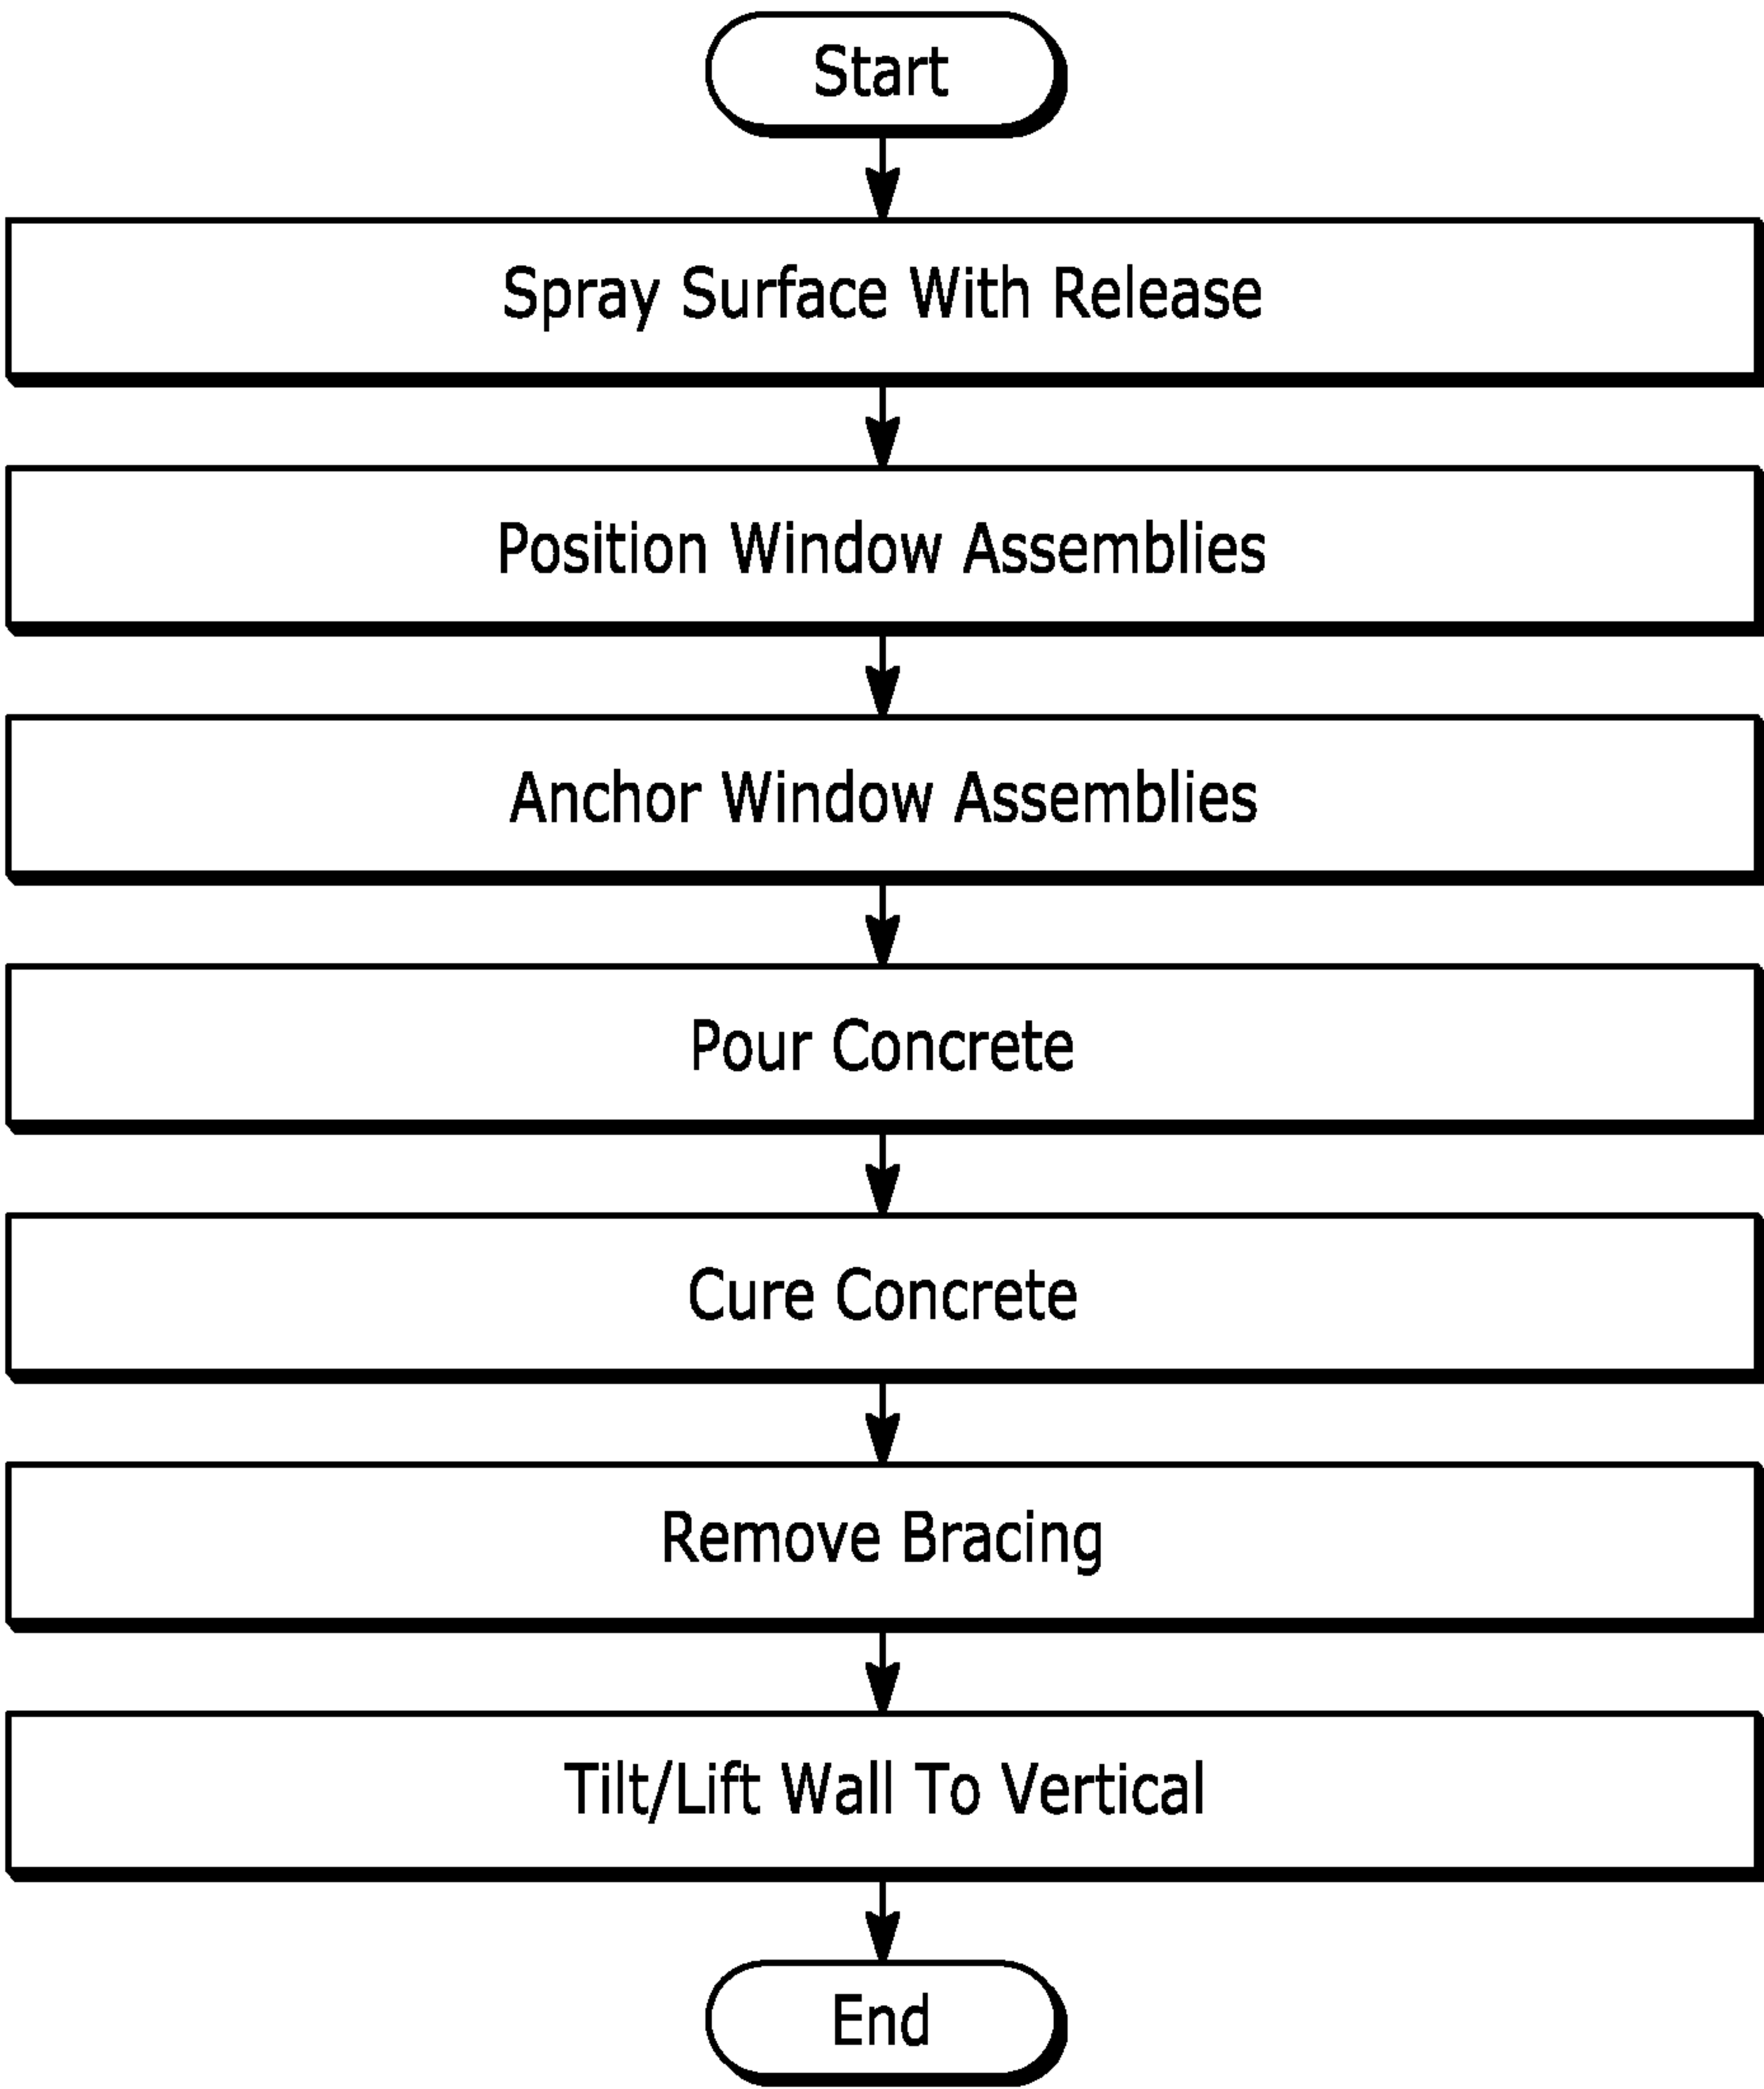 Start
Spray Surface With Release
Position Window Assemblies
Anchor Window Assemblies
Pour Concrete
Cure Concrete
Remove Bracing
Tilt/Lift Wall To Vertical
End